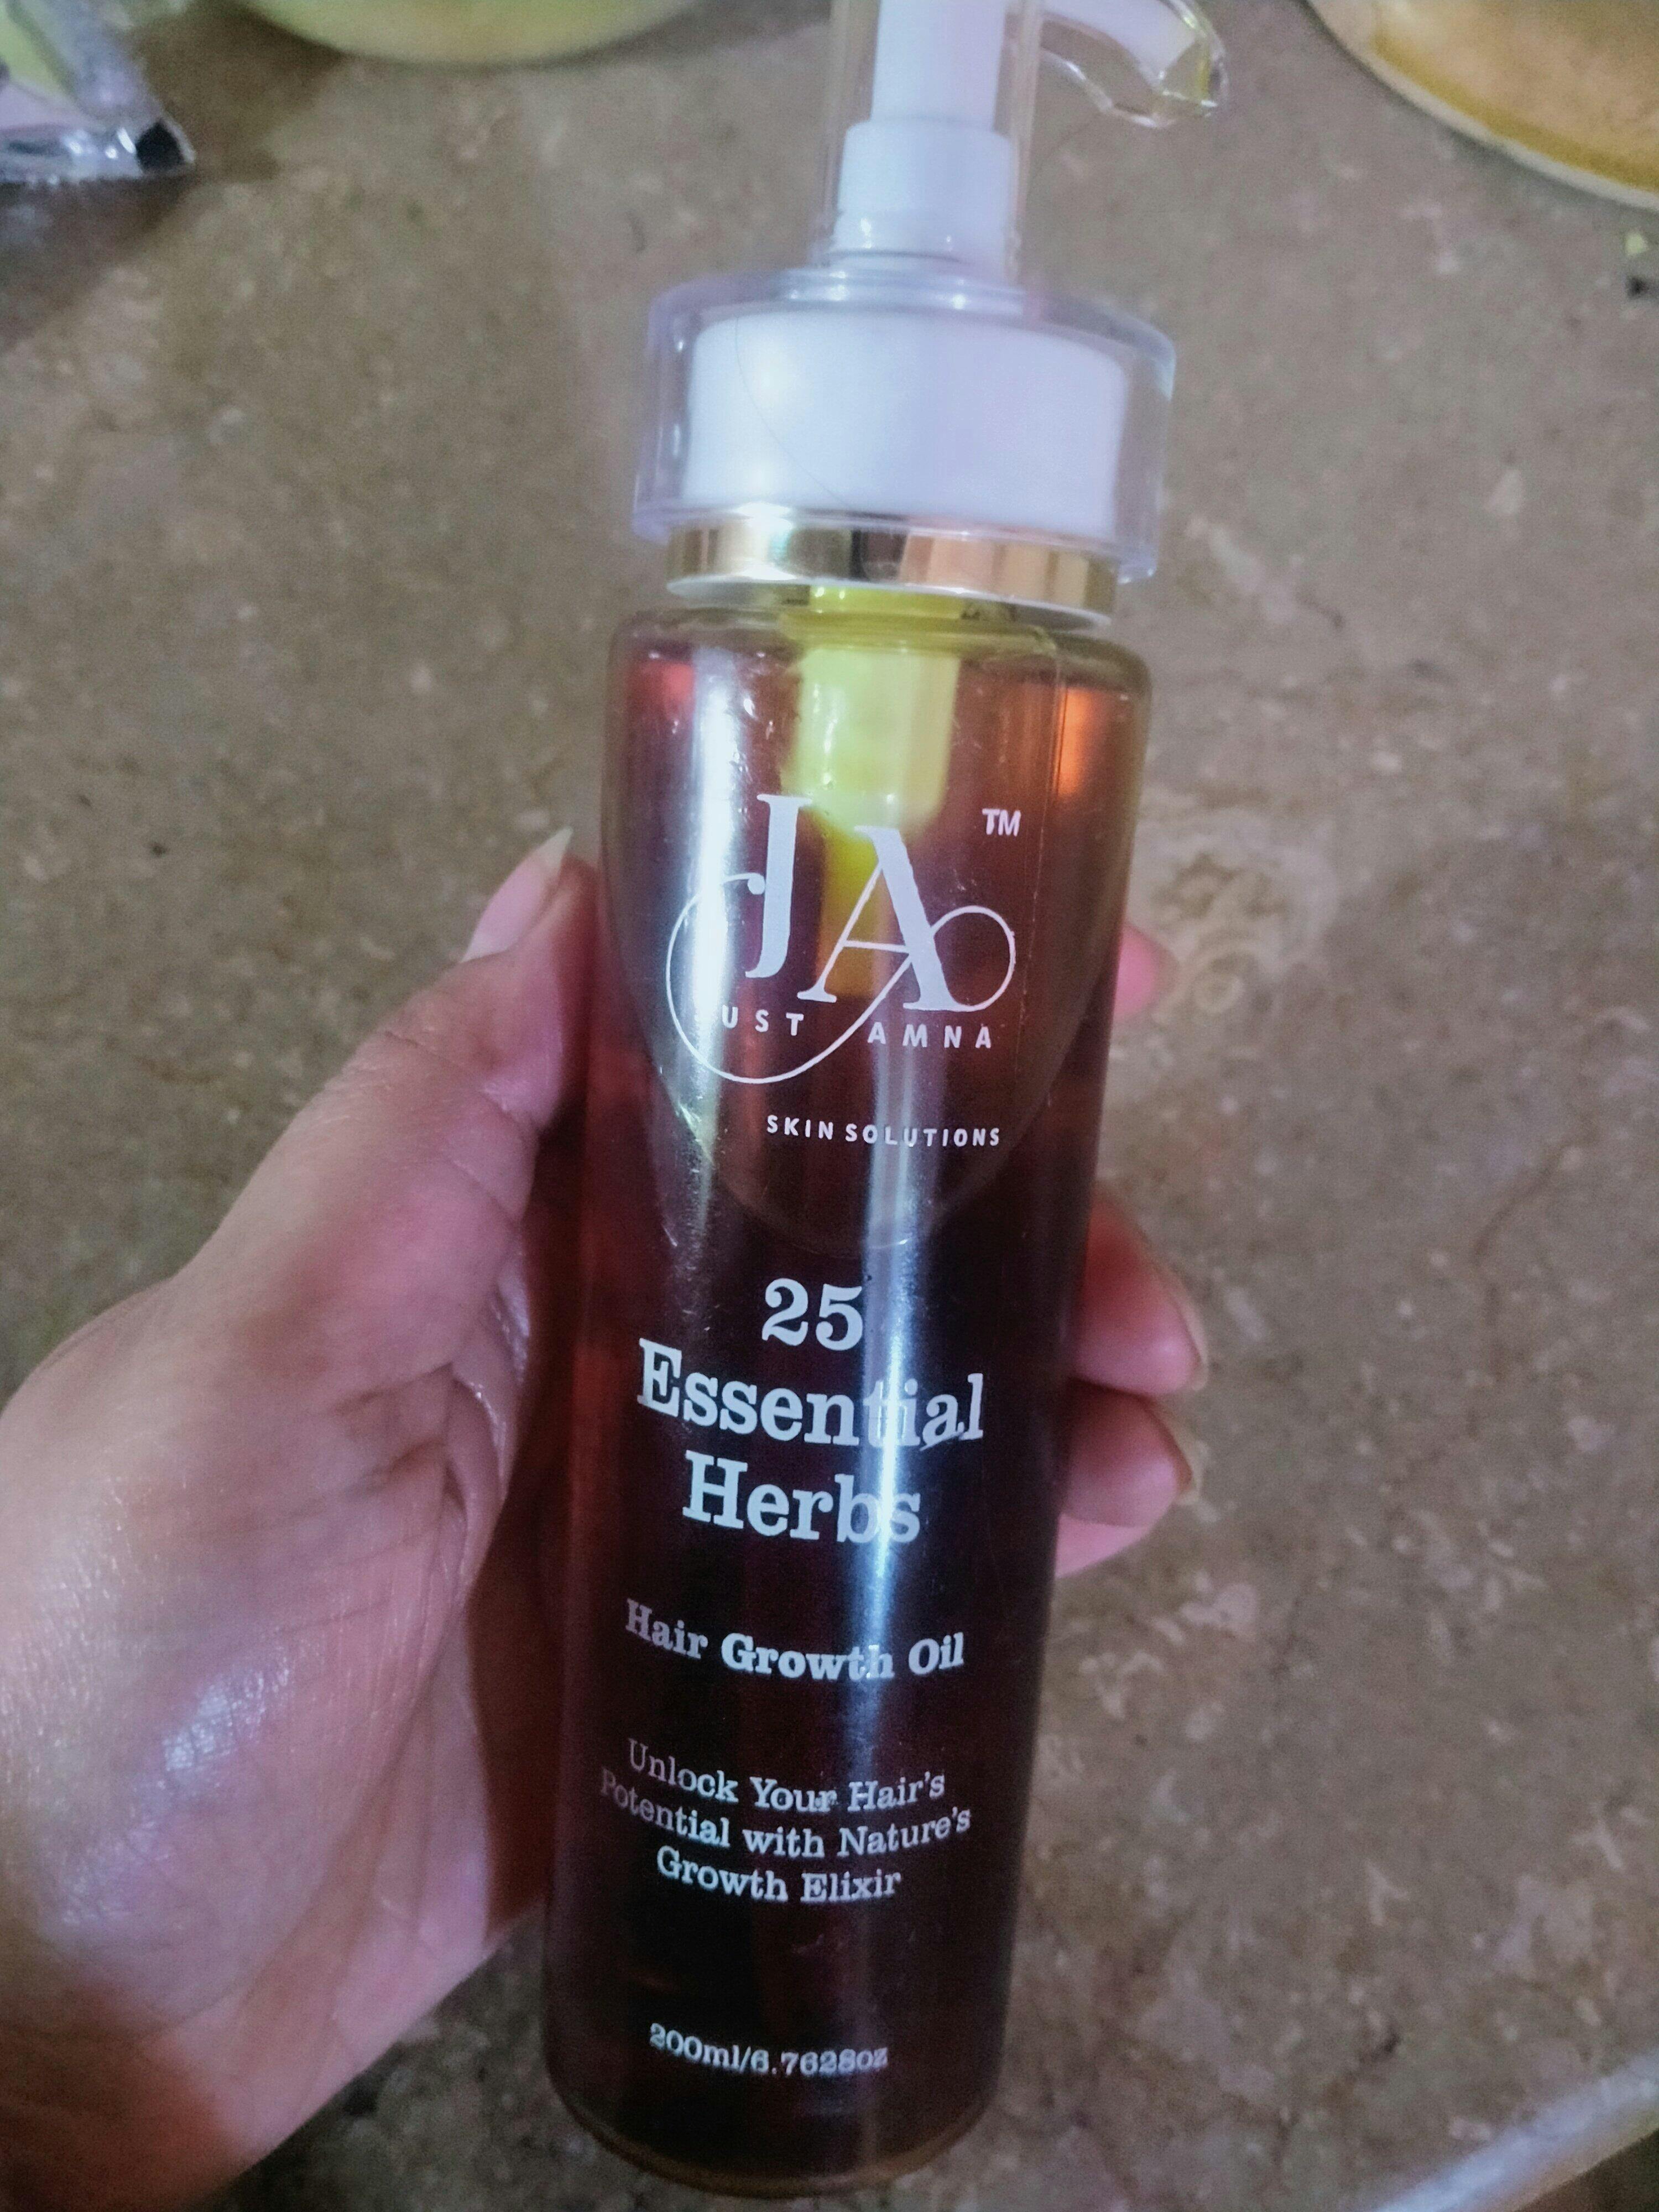 JA ™
UST AMNA
SKIN SOLUTIONS
25
Essential
Herbs
Hair Growth Oil
Unlock Your Hair's
Potential with Nature's
Growth Elixir
200ml/6.7628oz